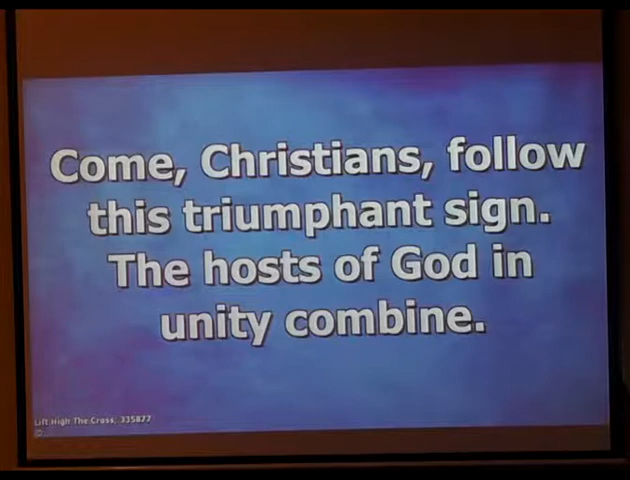 Come, Christians, follow
this triumphant sign.
The hosts of God in
unity combine.
Lift High The Cross, 335877